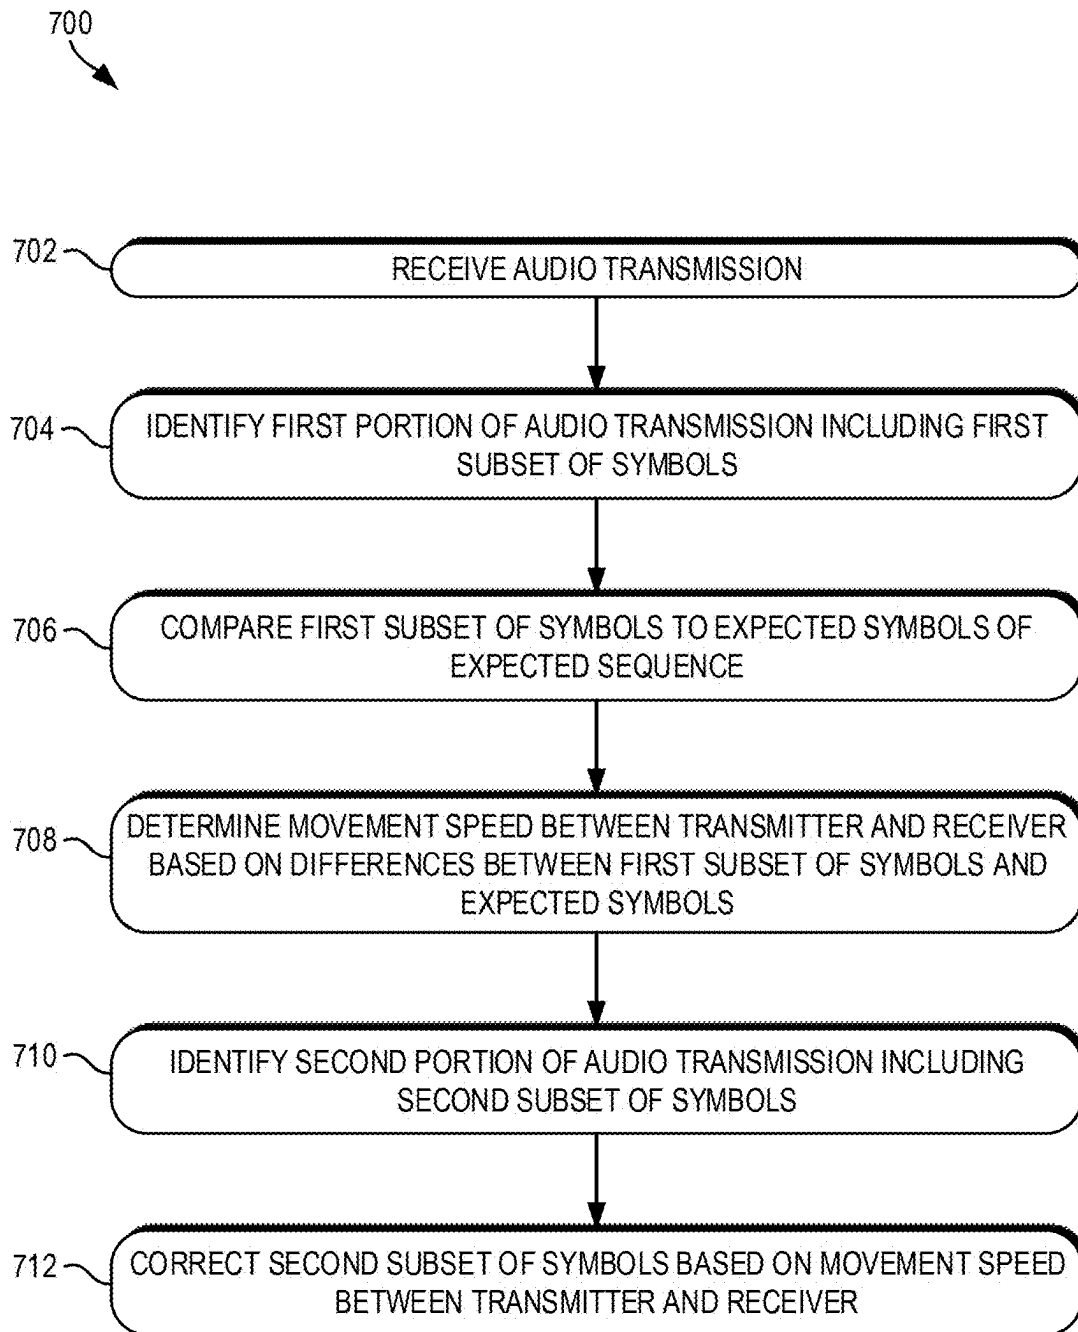 700
702
RECEIVE AUDIO TRANSMISSION
704
IDENTIFY FIRST PORTION OF AUDIO TRANSMISSION INCLUDING FIRST
SUBSET OF SYMBOLS
706
COMPARE FIRST SUBSET OF SYMBOLS TO EXPECTED SYMBOLS OF
EXPECTED SEQUENCE
708
DETERMINE MOVEMENT SPEED BETWEEN TRANSMITTER AND RECEIVER
BASED ON DIFFERENCES BETWEEN FIRST SUBSET OF SYMBOLS AND
EXPECTED SYMBOLS
710
IDENTIFY SECOND PORTION OF AUDIO TRANSMISSION INCLUDING
SECOND SUBSET OF SYMBOLS
712
CORRECT SECOND SUBSET OF SYMBOLS BASED ON MOVEMENT SPEED
BETWEEN TRANSMITTER AND RECEIVER